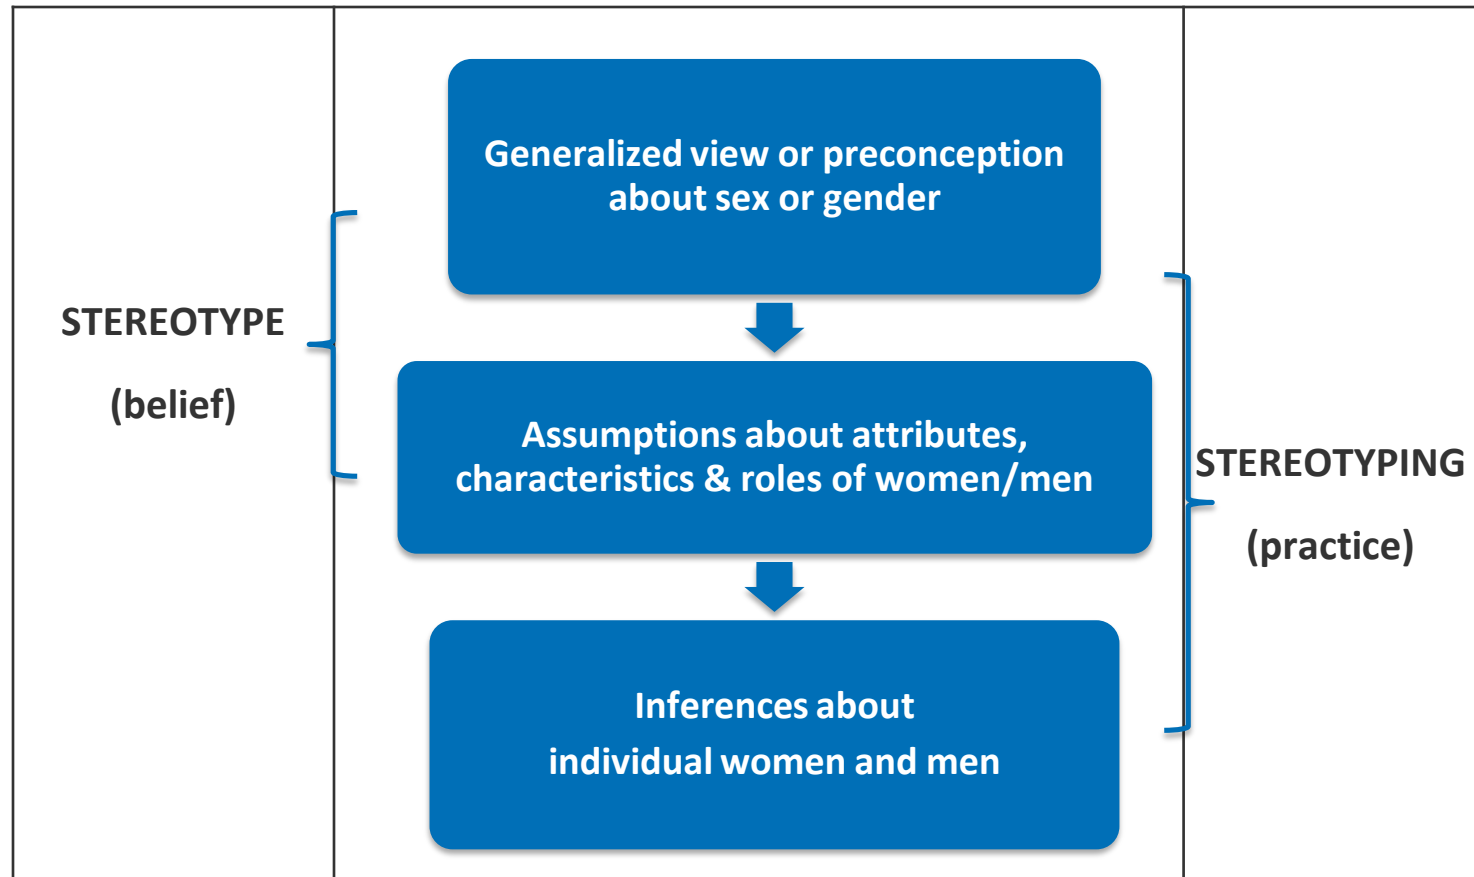 Generalized view or preconception
about sex or gender
STEREOTYPE
(belief)
Assumptions about attributes,
characteristics & roles of women/men
STEREOTYPING
(practice)
Inferences about
individual women and men